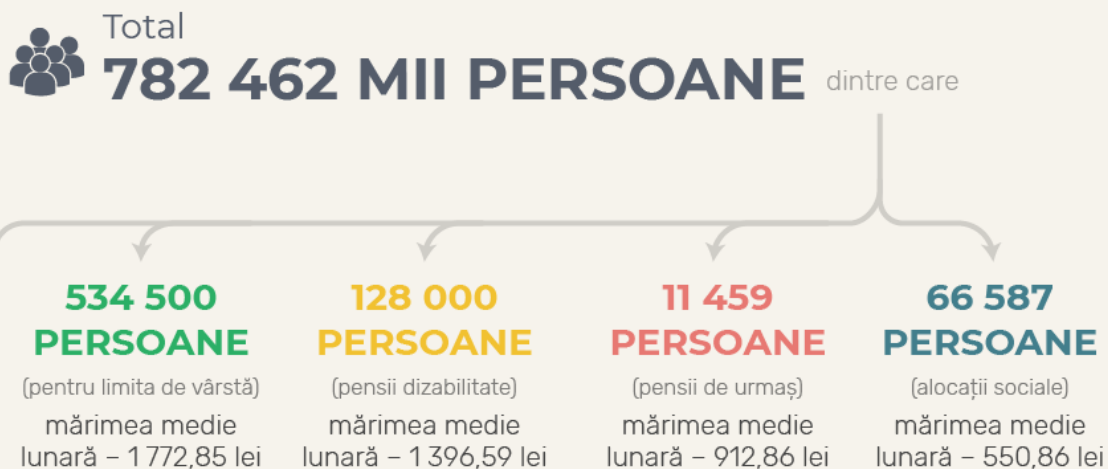 Total
782 462 MII PERSOANE dintre care
534 500
PERSOANE
(pentru limita de vârstă)
mărimea medie
lunară – 1 772,85 lei
128 000
PERSOANE
(pensii dizabilitate)
mărimea medie
lunară – 1 396,59 lei
11 459
PERSOANE
(pensii de urmaș)
mărimea medie
lunară – 912,86 lei
66 587
PERSOANE
(alocații sociale)
mărimea medie
lunară – 550,86 lei